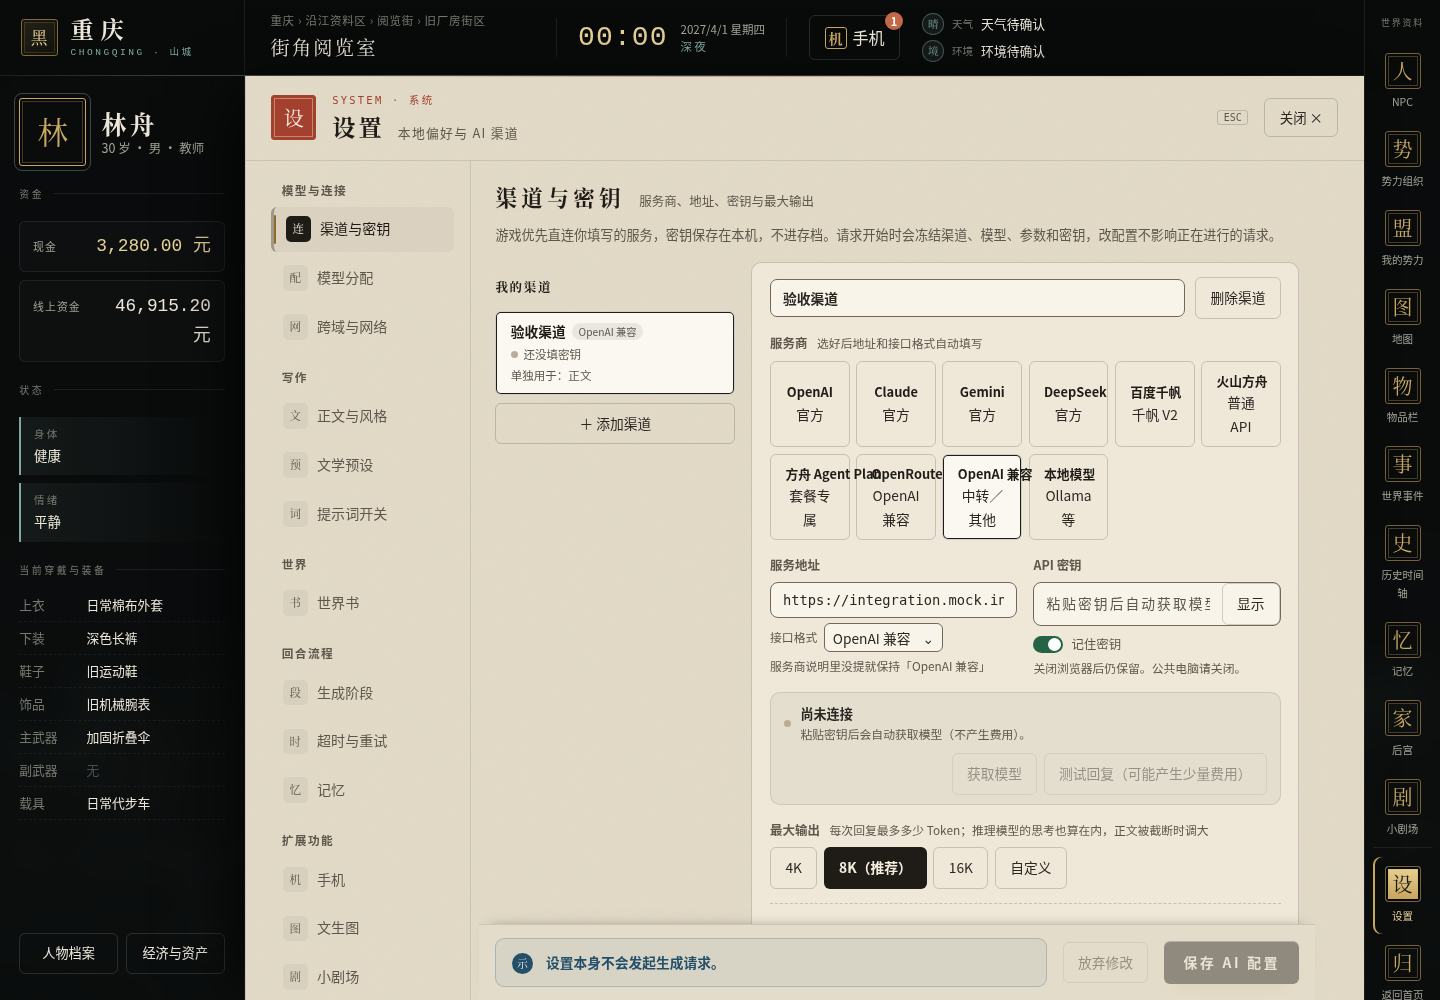 黑
重庆
CHONGQING · 山城
重庆 › 沿江资料区 › 阅览街 › 旧厂房街区
街角阅览室
00:00
2027/4/1 星期四
深夜
机 手机
1
晴 天气 天气待确认
境 环境 环境待确认
世界资料
林
林舟
30 岁 · 男 · 教师
资金
现金 3,280.00 元
线上资金 46,915.20
元
状态
身体
健康
情绪
平静
当前穿戴与装备
上衣 日常棉布外套
下装 深色长裤
鞋子 旧运动鞋
饰品 旧机械腕表
主武器 加固折叠伞
副武器 无
载具 日常代步车
人物档案
经济与资产
设
SYSTEM · 系统
设置 本地偏好与 AI 渠道
ESC
关闭 ×
模型与连接
连 渠道与密钥
配 模型分配
网 跨域与网络
写作
文 正文与风格
预 文学预设
词 提示词开关
世界
书 世界书
回合流程
段 生成阶段
时 超时与重试
忆 记忆
扩展功能
机 手机
图 文生图
剧 小剧场
渠道与密钥 服务商、地址、密钥与最大输出
游戏优先直连你填写的服务，密钥保存在本机，不进存档。请求开始时会冻结渠道、模型、参数和密钥，改配置不影响正在进行的请求。
我的渠道
验收渠道 OpenAI 兼容
还没填密钥
单独用于：正文
＋ 添加渠道
验收渠道
删除渠道
服务商 选好后地址和接口格式自动填写
OpenAI
官方
Claude
官方
Gemini
官方
DeepSeek
官方
百度千帆
千帆 V2
火山方舟
普通
API
方舟 Agent Plan
套餐专
属
OpenRoute
OpenAI
兼容
OpenAI 兼容
中转／
其他
本地模型
Ollama
等
服务地址
https://integration.mock.in
接口格式 OpenAI 兼容
服务商说明里没提就保持「OpenAI 兼容」
API 密钥
粘贴密钥后自动获取模型
显示
记住密钥
关闭浏览器后仍保留。公共电脑请关闭。
尚未连接
粘贴密钥后会自动获取模型（不产生费用）。
获取模型
测试回复（可能产生少量费用）
最大输出 每次回复最多多少 Token；推理模型的思考也算在内，正文被截断时调大
4K
8K（推荐）
16K
自定义
示 设置本身不会发起生成请求。
放弃修改
保存 AI 配置
人
NPC
势
势力组织
盟
我的势力
图
地图
物
物品栏
事
世界事件
史
历史时间
轴
忆
记忆
家
后宫
剧
小剧场
设
设置
归
返回首页